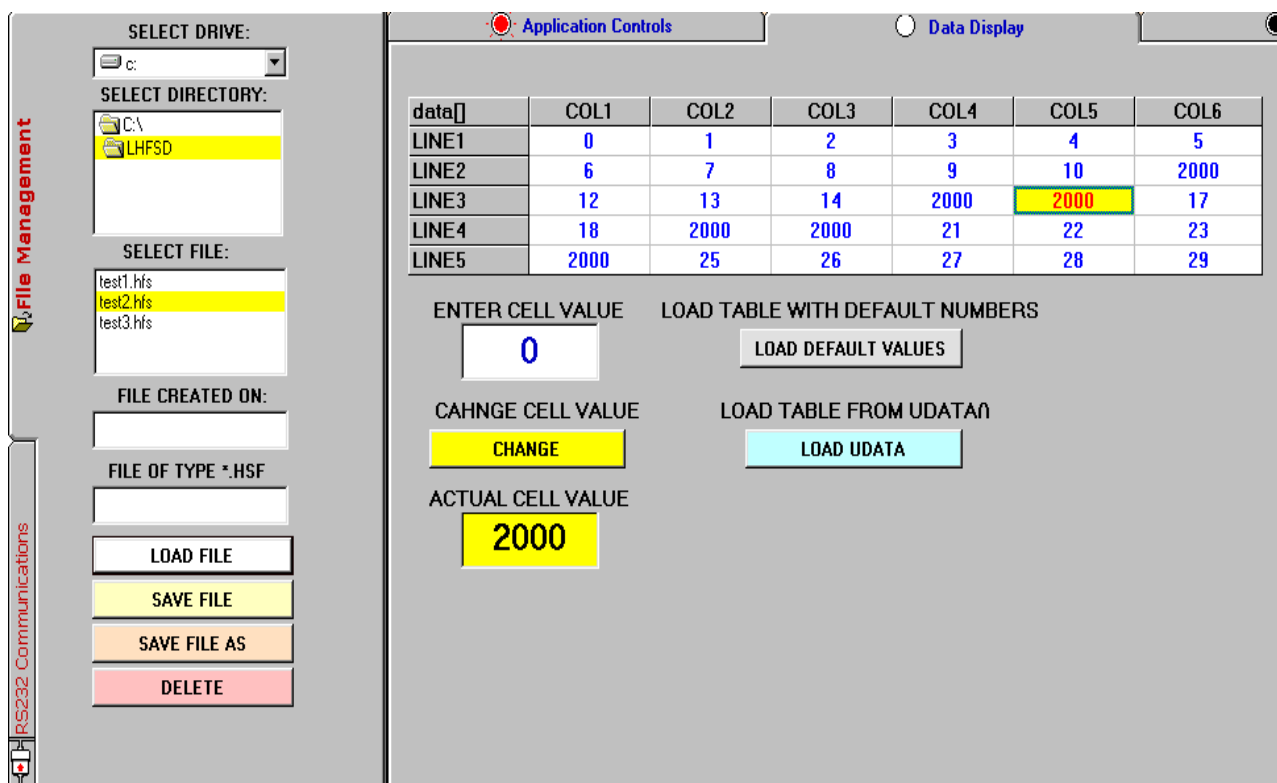 File Management
RS232 Communications
SELECT DRIVE:
c:
SELECT DIRECTORY:
C:\
LHFSD
SELECT FILE:
test1.hfs
test2.hfs
test3.hfs
FILE CREATED ON:
FILE OF TYPE *.HSF
LOAD FILE
SAVE FILE
SAVE FILE AS
DELETE
Application Controls Data Display
data[] COL1 COL2 COL3 COL4 COL5 COL6
LINE1 0 1 2 3 4 5
LINE2 6 7 8 9 10 2000
LINE3 12 13 14 2000 2000 17
LINE4 18 2000 2000 21 22 23
LINE5 2000 25 26 27 28 29
ENTER CELL VALUE LOAD TABLE WITH DEFAULT NUMBERS
0 LOAD DEFAULT VALUES
CAHNGE CELL VALUE LOAD TABLE FROM UDATA[]
CHANGE LOAD UDATA
ACTUAL CELL VALUE
2000